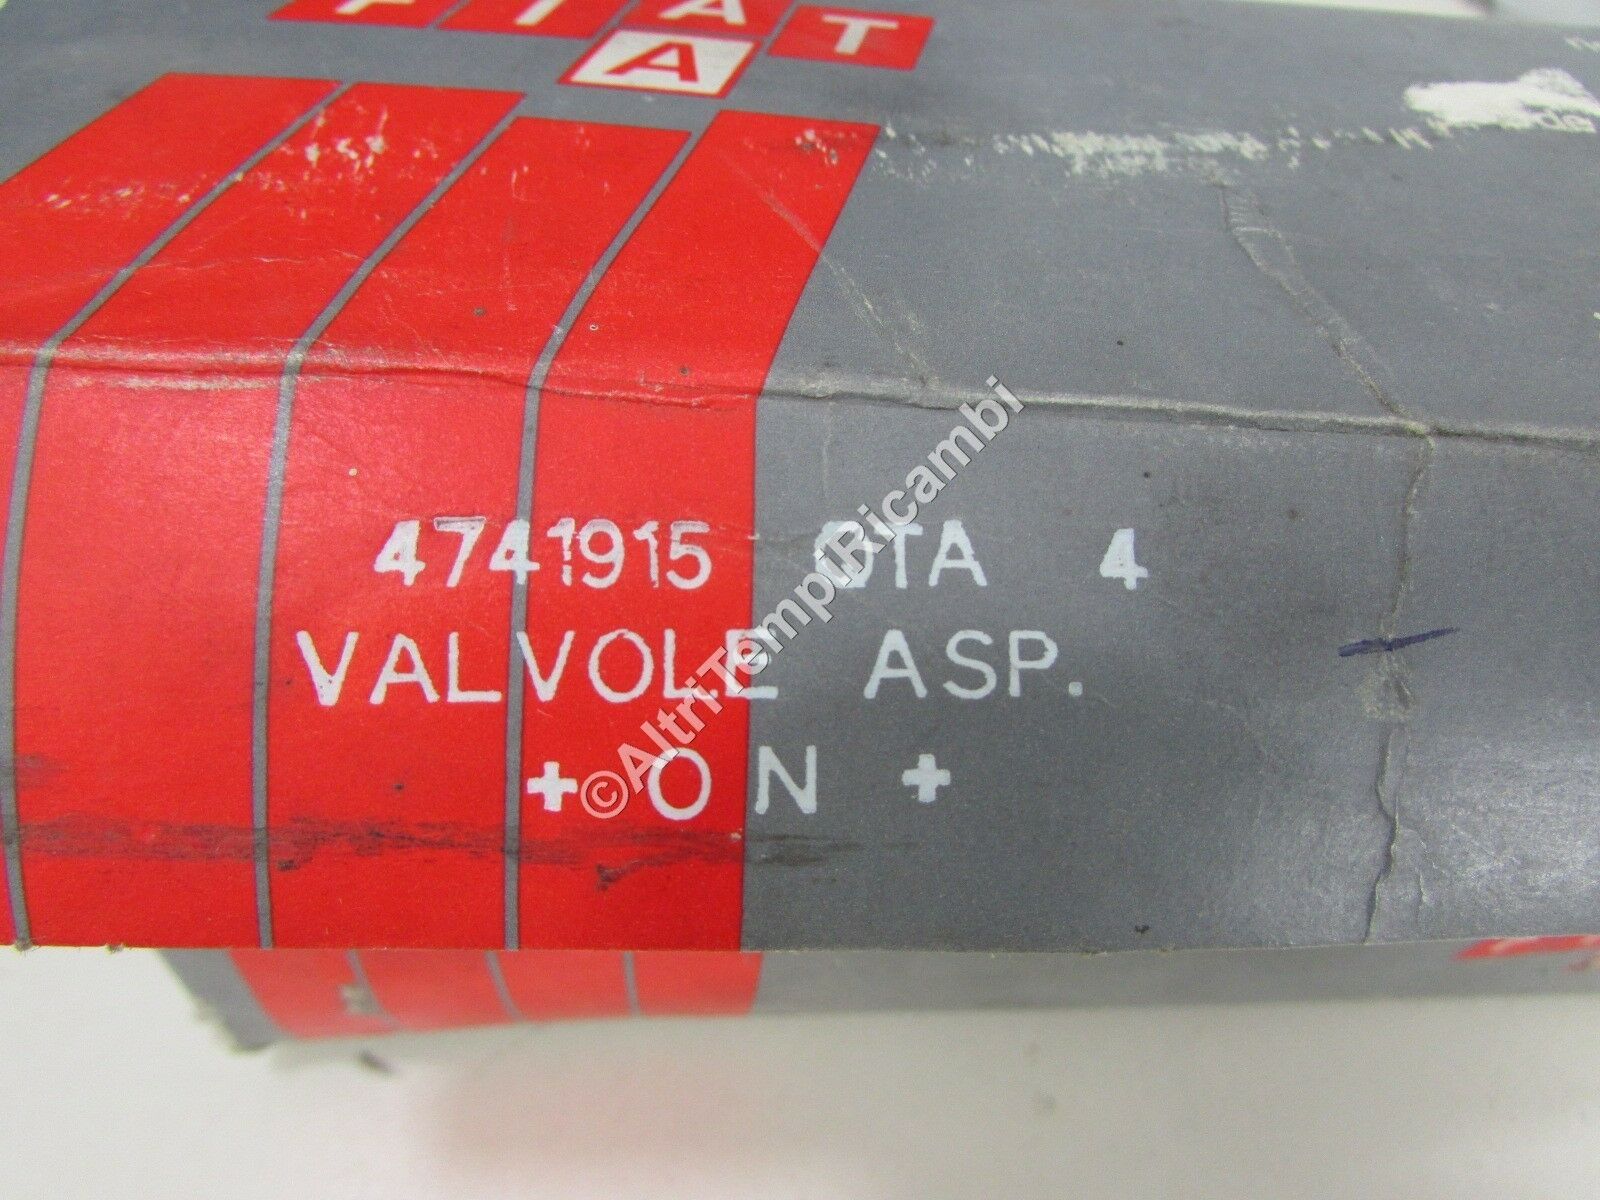 FIAT
A
4741915 QTA 4
VALVOLE ASP.
+ ON +
©AltriTempiRicambi